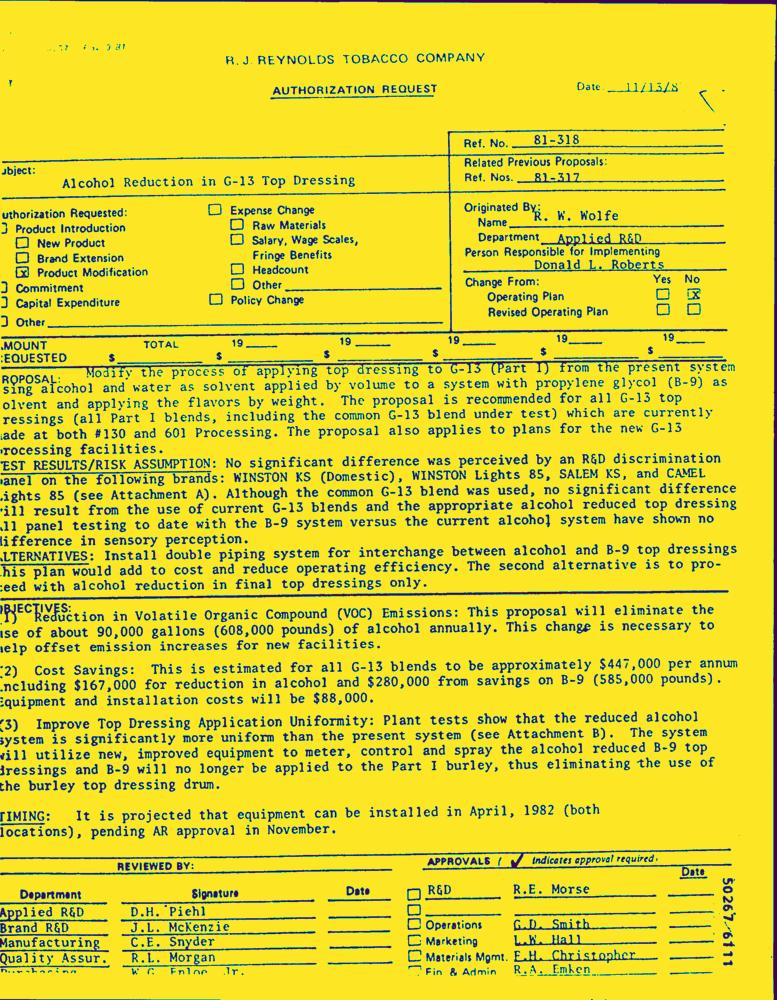 R. J. REYNOLDS TOBACCO COMPANY
AUTHORIZATION REQUEST
Date 11/13/8
Ref. No. 81-318
Related Previous Proposals:
Ref. Nos. 81-317
ubject:
Alcohol Reduction in G-13 Top Dressing
uthorization Requested:
Product Introduction
New Product
Brand Extension
☒ Product Modification
Commitment
Capital Expenditure
Other
Expense Change
Raw Materials
Salary, Wage Scales,
Fringe Benefits
Headcount
Other
Policy Change
Originated By:
Name R. W. Wolfe
Department Applied R&D
Person Responsible for Implementing
Donald L. Roberts
Change From: Yes No
Operating Plan ☐ ☒
Revised Operating Plan ☐ ☐
MOUNT TOTAL 19 19 19 19 19
EQUESTED $ $ $ $ $ $
ROPOSAL: Modify the process of applying top dressing to G-13 (Part I) from the present system
sing alcohol and water as solvent applied by volume to a system with propylene glycol (B-9) as
olvent and applying the flavors by weight. The proposal is recommended for all G-13 top
ressings (all Part I blends, including the common G-13 blend under test) which are currently
ade at both #130 and 601 Processing. The proposal also applies to plans for the new G-13
rocessing facilities.
EST RESULTS/RISK ASSUMPTION: No significant difference was perceived by an R&D discrimination
anel on the following brands: WINSTON KS (Domestic), WINSTON Lights 85, SALEM KS, and CAMEL
ights 85 (see Attachment A). Although the common G-13 blend was used, no significant difference
ill result from the use of current G-13 blends and the appropriate alcohol reduced top dressing
ll panel testing to date with the B-9 system versus the current alcohol system have shown no
ifference in sensory perception.
LTERNATIVES: Install double piping system for interchange between alcohol and B-9 top dressings
his plan would add to cost and reduce operating efficiency. The second alternative is to pro-
eed with alcohol reduction in final top dressings only.
BJECTIVES:
1) Reduction in Volatile Organic Compound (VOC) Emissions: This proposal will eliminate the
use of about 90,000 gallons (608,000 pounds) of alcohol annually. This change is necessary to
help offset emission increases for new facilities.
(2) Cost Savings: This is estimated for all G-13 blends to be approximately $447,000 per annum
ncluding $167,000 for reduction in alcohol and $280,000 from savings on B-9 (585,000 pounds).
Equipment and installation costs will be $88,000.
(3) Improve Top Dressing Application Uniformity: Plant tests show that the reduced alcohol
system is significantly more uniform than the present system (see Attachment B). The system
will utilize new, improved equipment to meter, control and spray the alcohol reduced B-9 top
dressings and B-9 will no longer be applied to the Part I burley, thus eliminating the use of
the burley top dressing drum.
TIMING: It is projected that equipment can be installed in April, 1982 (both
locations), pending AR approval in November.
REVIEWED BY:
Department Signature Date
Applied R&D D.H. Piehl
Brand R&D J.L. McKenzie
Manufacturing C.E. Snyder
Quality Assur. R.L. Morgan
Purchasing W G Enloe Jr.
APPROVALS ( ✓ Indicates approval required.
Date
R&D R.E. Morse
Operations G.D. Smith
Marketing L.W. Hall
Materials Mgmt. E.H. Christopher
Fin & Admin R.A. Emken
50267 6111